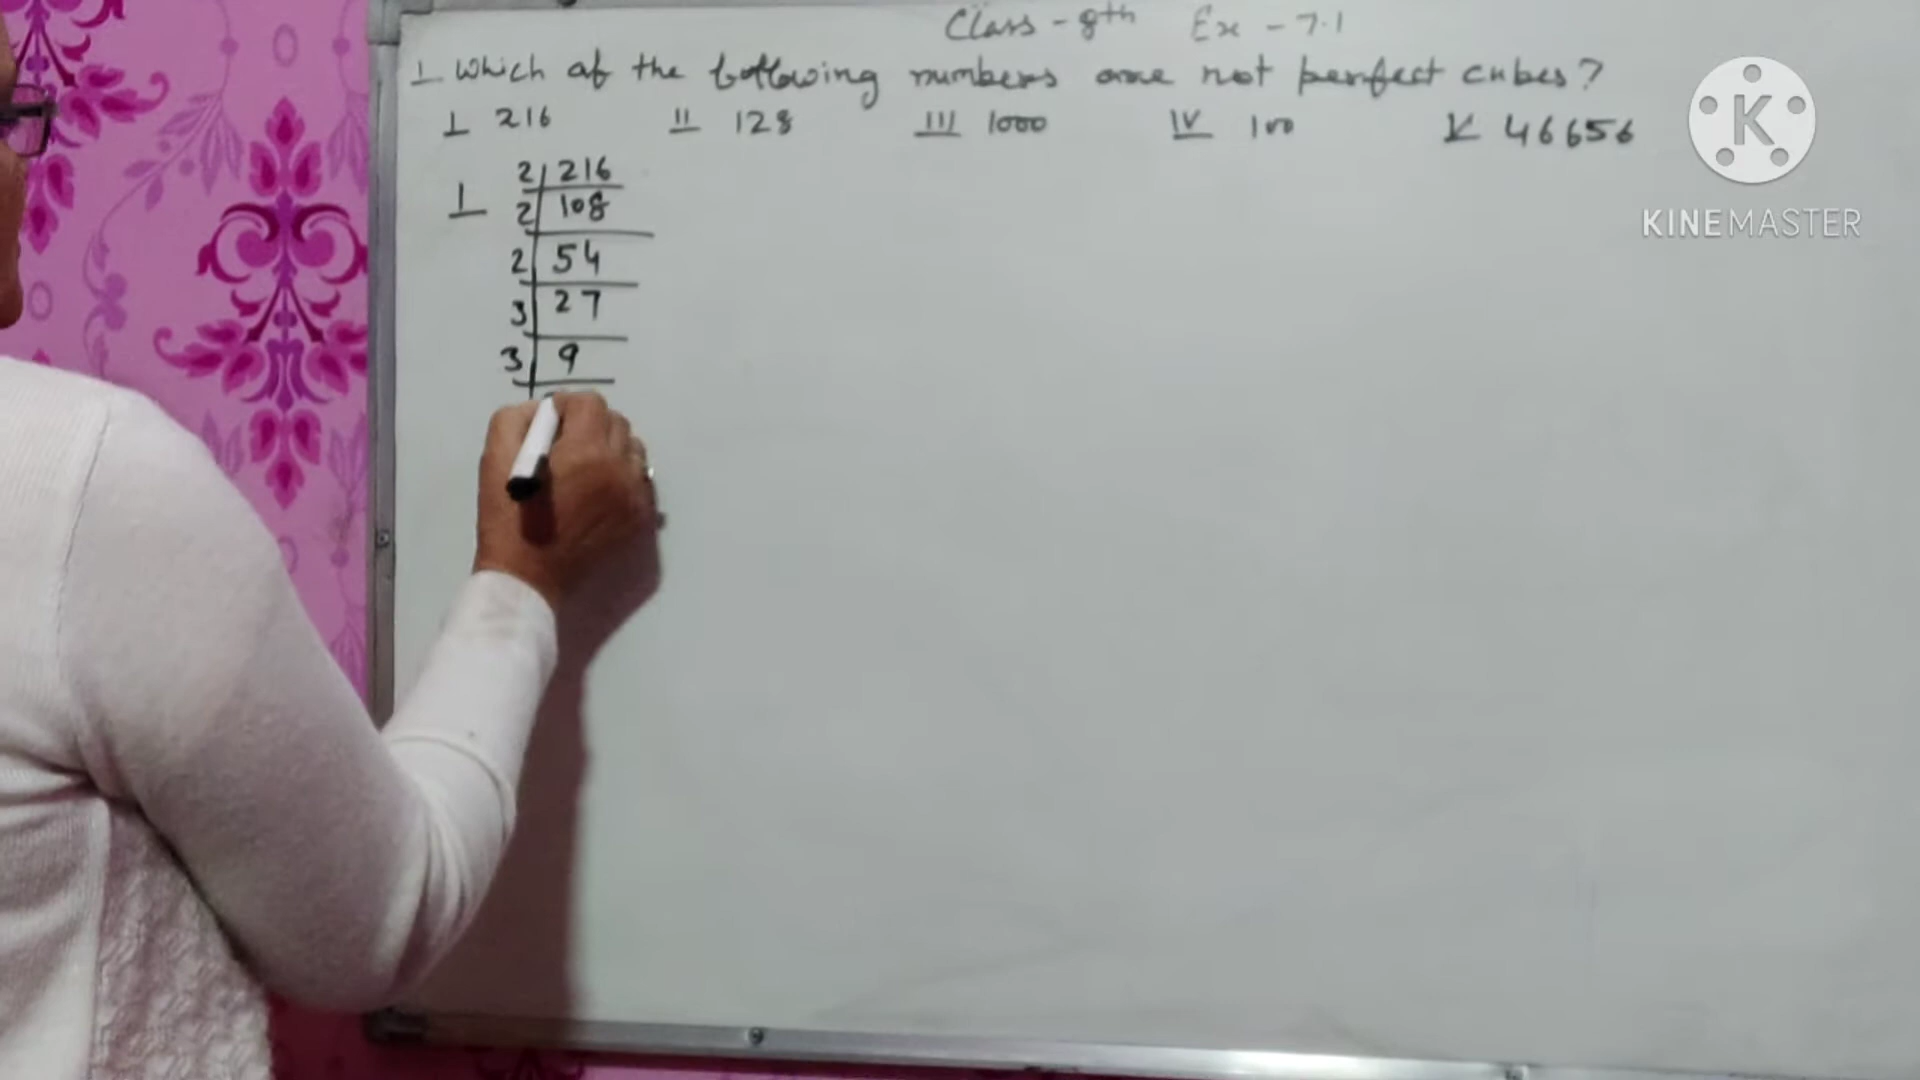 Class - 8th Ex - 7.1
1 Which of the following numbers are not perfect cubes?
I 216 II 128 III 1000 IV 100 V 46656
I 2 216
2 108
2 54
3 27
3 9
K
KINEMASTER